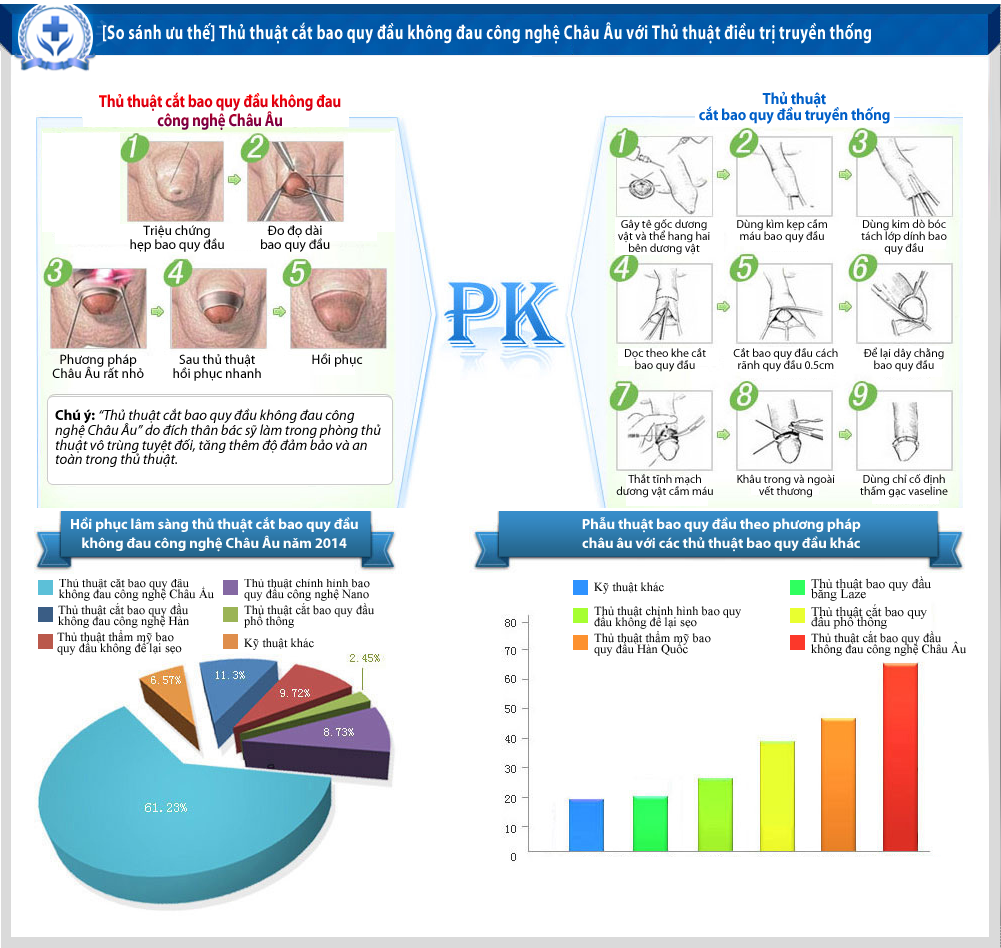 [So sánh ưu thế] Thủ thuật cắt bao quy đầu không đau công nghệ Châu Âu với Thủ thuật điều trị truyền thống
Thủ thuật cắt bao quy đầu không đau
công nghệ Châu Âu
1
2
Triệu chứng
hẹp bao quy đầu
Đo đọ dài
bao quy đầu
3
4
5
Phương pháp
Châu Âu rất nhỏ
Sau thủ thuật
hồi phục nhanh
Hồi phục
Chú ý: “Thủ thuật cắt bao quy đầu không đau công
nghệ Châu Âu” do đích thân bác sỹ làm trong phòng thủ
thuật vô trùng tuyệt đối, tăng thêm độ đảm bảo và an
toàn trong thủ thuật.
PK
Thủ thuật
cắt bao quy đầu truyền thống
1
2
3
Gây tê gốc dương
vật và thể hang hai
bên dương vật
Dùng kìm kẹp cầm
máu bao quy đầu
Dùng kim dò bóc
tách lớp dính bao
quy đầu
4
5
6
Dọc theo khe cắt
bao quy đầu
Cắt bao quy đầu cách
rãnh quy đầu 0.5cm
Để lại dây chằng
bao quy đầu
7
8
9
Thắt tĩnh mạch
dương vật cầm máu
Khâu trong và ngoài
vết thương
Dùng chỉ cố định
thấm gạc vaseline
Hồi phục lâm sàng thủ thuật cắt bao quy đầu
không đau công nghệ Châu Âu năm 2014
Thủ thuật cắt bao quy đầu
không đau công nghệ Châu Âu
Thủ thuật chỉnh hình bao
quy đầu công nghệ Nano
Thủ thuật cắt bao quy đầu
không đau công nghệ Hàn
Thủ thuật cắt bao quy đầu
phổ thông
Thủ thuật thẩm mỹ bao
quy đầu không để lại sẹo
Kỹ thuật khác
6.57%
11.3%
9.72%
2.45%
8.73%
61.23%
Phẫu thuật bao quy đầu theo phương pháp
châu âu với các thủ thuật bao quy đầu khác
Kỹ thuật khác
Thủ thuật bao quy đầu
bằng Laze
Thủ thuật chỉnh hình bao quy
đầu không để lại sẹo
Thủ thuật cắt bao quy
đầu phổ thông
Thủ thuật thẩm mỹ bao
quy đầu Hàn Quốc
Thủ thuật cắt bao quy đầu
không đau công nghệ Châu Âu
80
70
60
50
40
30
20
10
0